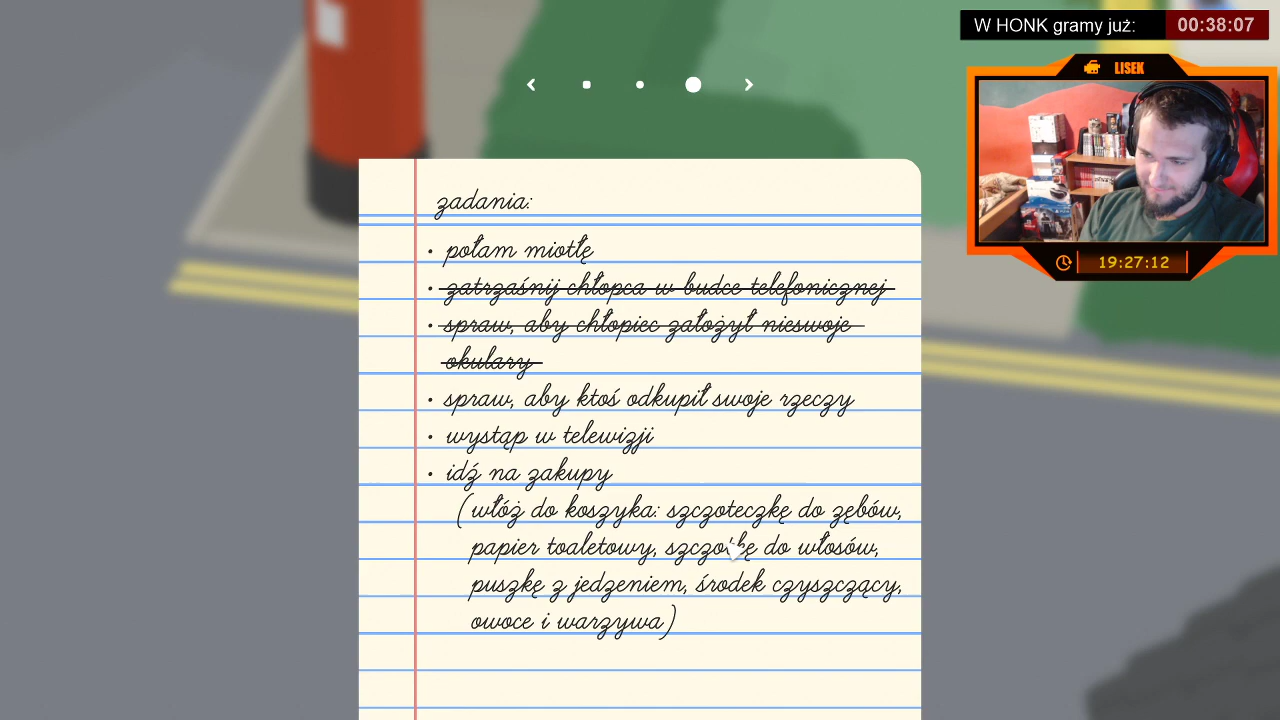 W HONK gramy już: 00:38:07
LISEK
19:27:12
zadania:
• połam miotłę
• zatrzaśnij chłopca w budce telefonicznej
• spraw, aby chłopiec założył nieswoje
okulary
• spraw, aby ktoś odkupił swoje rzeczy
• wystąp w telewizji
• idź na zakupy
(włóż do koszyka: szczoteczkę do zębów,
papier toaletowy, szczotkę do włosów,
puszkę z jedzeniem, środek czyszczący,
owoce i warzywa)